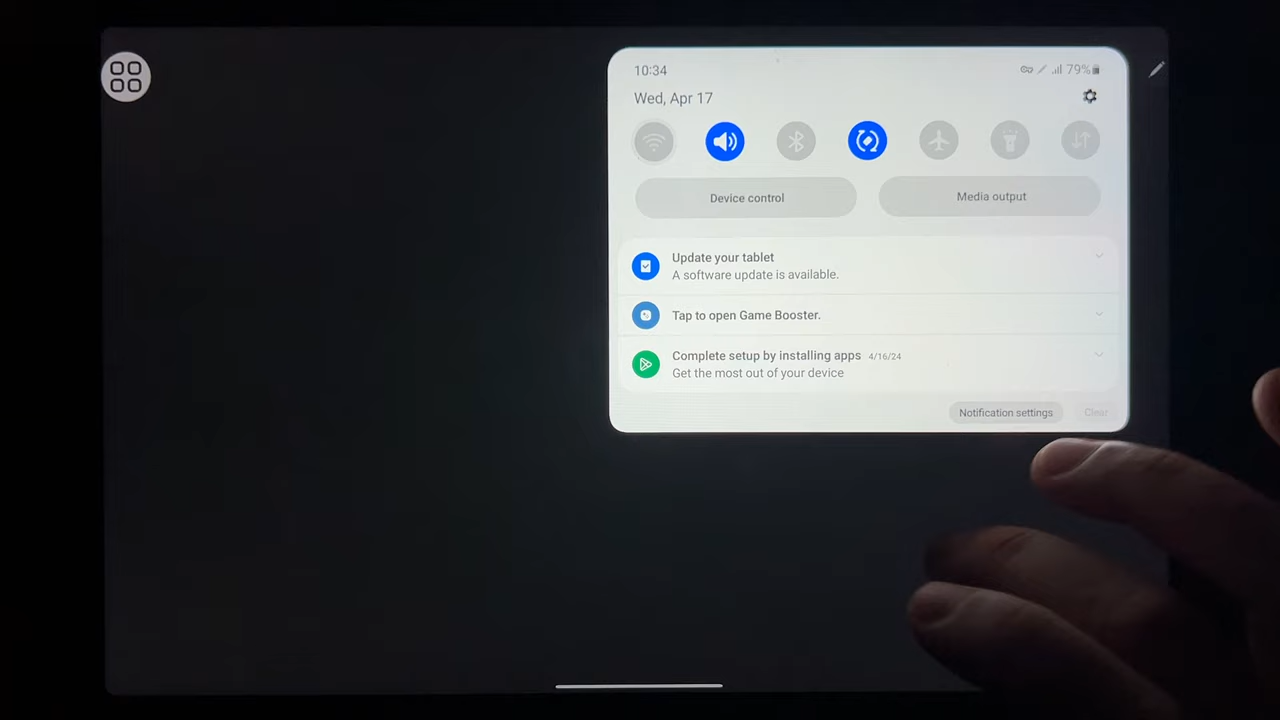 10:34
79%
Wed, Apr 17
Device control
Media output
Update your tablet
A software update is available.
Tap to open Game Booster.
Complete setup by installing apps 4/16/24
Get the most out of your device
Notification settings
Clear